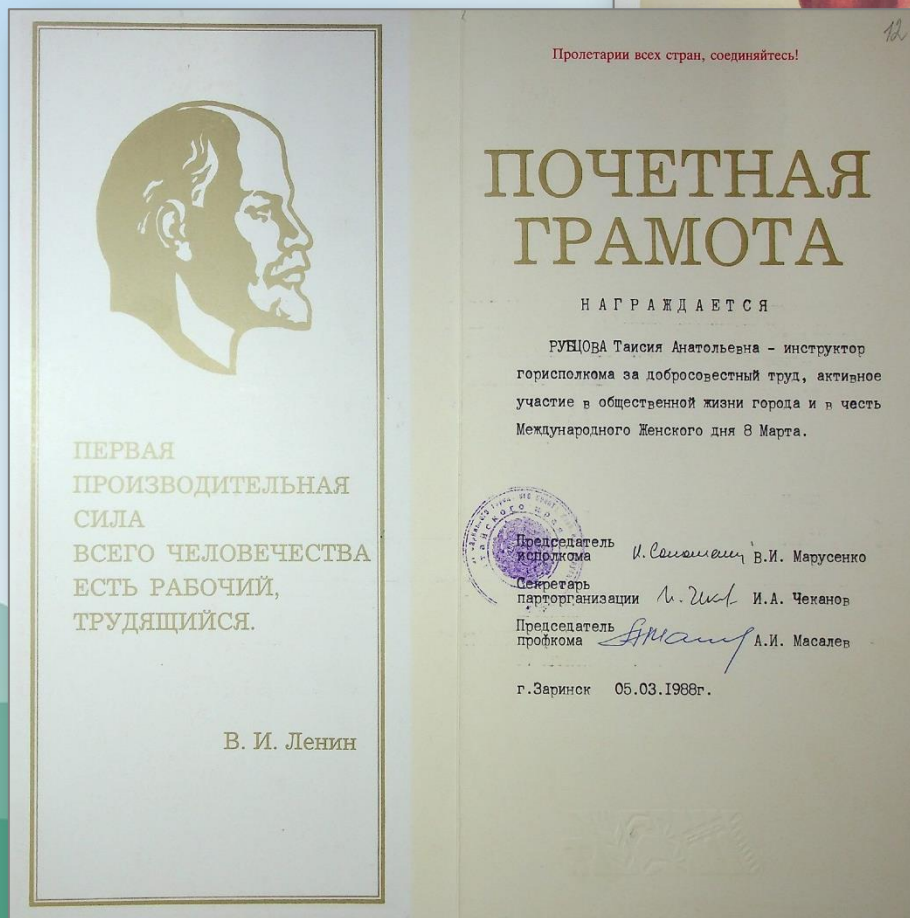 ПЕРВАЯ
ПРОИЗВОДИТЕЛЬНАЯ
СИЛА
ВСЕГО ЧЕЛОВЕЧЕСТВА
ЕСТЬ РАБОЧИЙ,
ТРУДЯЩИЙСЯ.
В. И. Ленин
12
Пролетарии всех стран, соединяйтесь!
ПОЧЕТНАЯ
ГРАМОТА
НАГРАЖДАЕТСЯ
РУБЦОВА Таисия Анатольевна - инструктор
горисполкома за добросовестный труд, активное
участие в общественной жизни города и в честь
Международного Женского дня 8 Марта.
Председатель
исполкома В.И. Марусенко
Секретарь
парторганизации И.А. Чеканов
Председатель
профкома А.И. Масалев
г.Заринск 05.03.1988г.